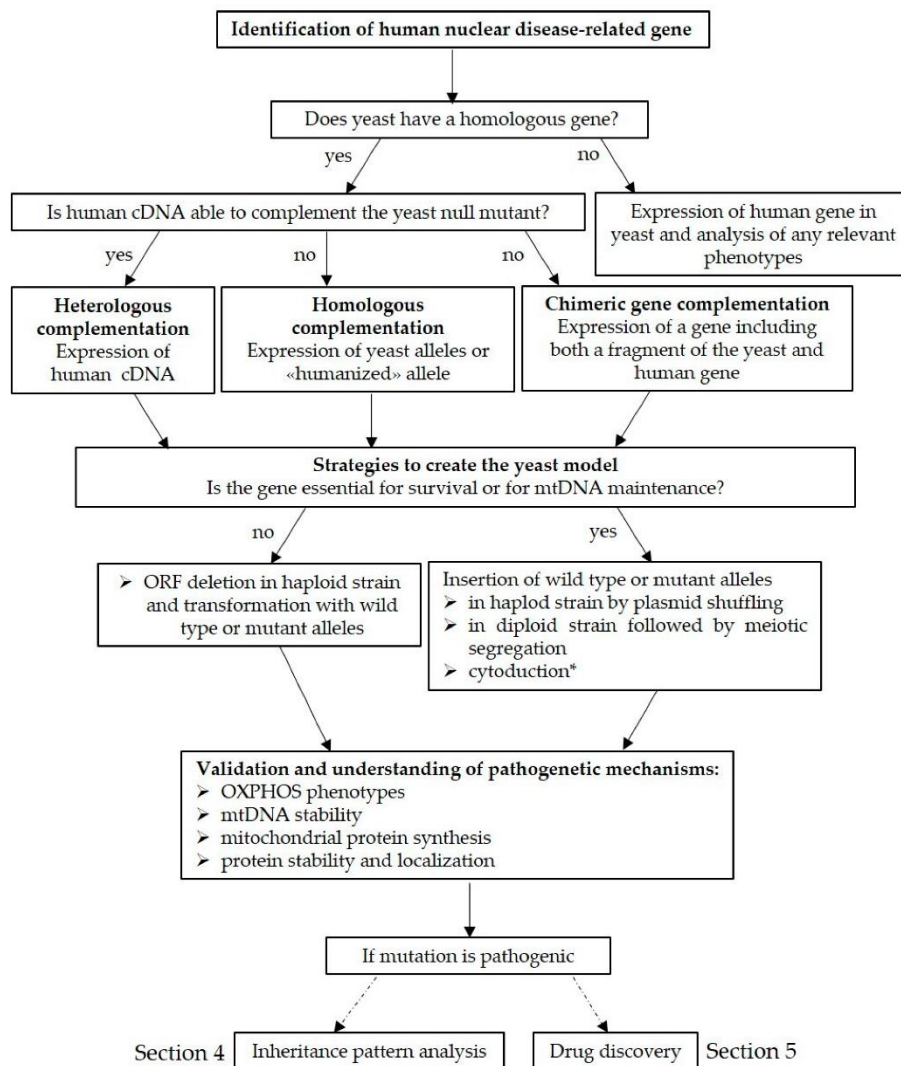 Identification of human nuclear disease-related gene
Does yeast have a homologous gene?
yes
no
Is human cDNA able to complement the yeast null mutant?
Expression of human gene in
yeast and analysis of any relevant
phenotypes
yes
no
no
Heterologous
complementation
Expression of
human cDNA
Homologous
complementation
Expression of yeast alleles or
«humanized» allele
Chimeric gene complementation
Expression of a gene including
both a fragment of the yeast and
human gene
Strategies to create the yeast model
Is the gene essential for survival or for mtDNA maintenance?
no
yes
➢ ORF deletion in haploid strain
and transformation with wild
type or mutant alleles
Insertion of wild type or mutant alleles
➢ in haplod strain by plasmid shuffling
➢ in diploid strain followed by meiotic
segregation
➢ cytoduction*
Validation and understanding of pathogenetic mechanisms:
➢ OXPHOS phenotypes
➢ mtDNA stability
➢ mitochondrial protein synthesis
➢ protein stability and localization
If mutation is pathogenic
Section 4
Inheritance pattern analysis
Drug discovery
Section 5